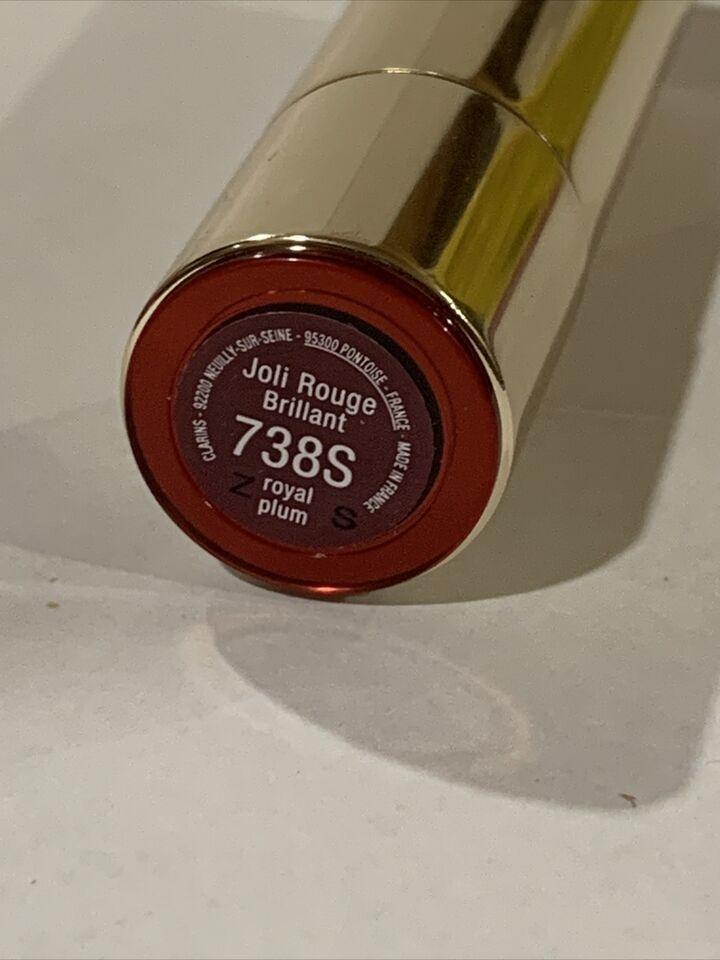 CLARINS - 92200 NEUILLY-SUR-SEINE - 95300 PONTOISE - FRANCE - MADE IN FRANCE
Joli Rouge
Brillant
738S
royal
plum
Z S